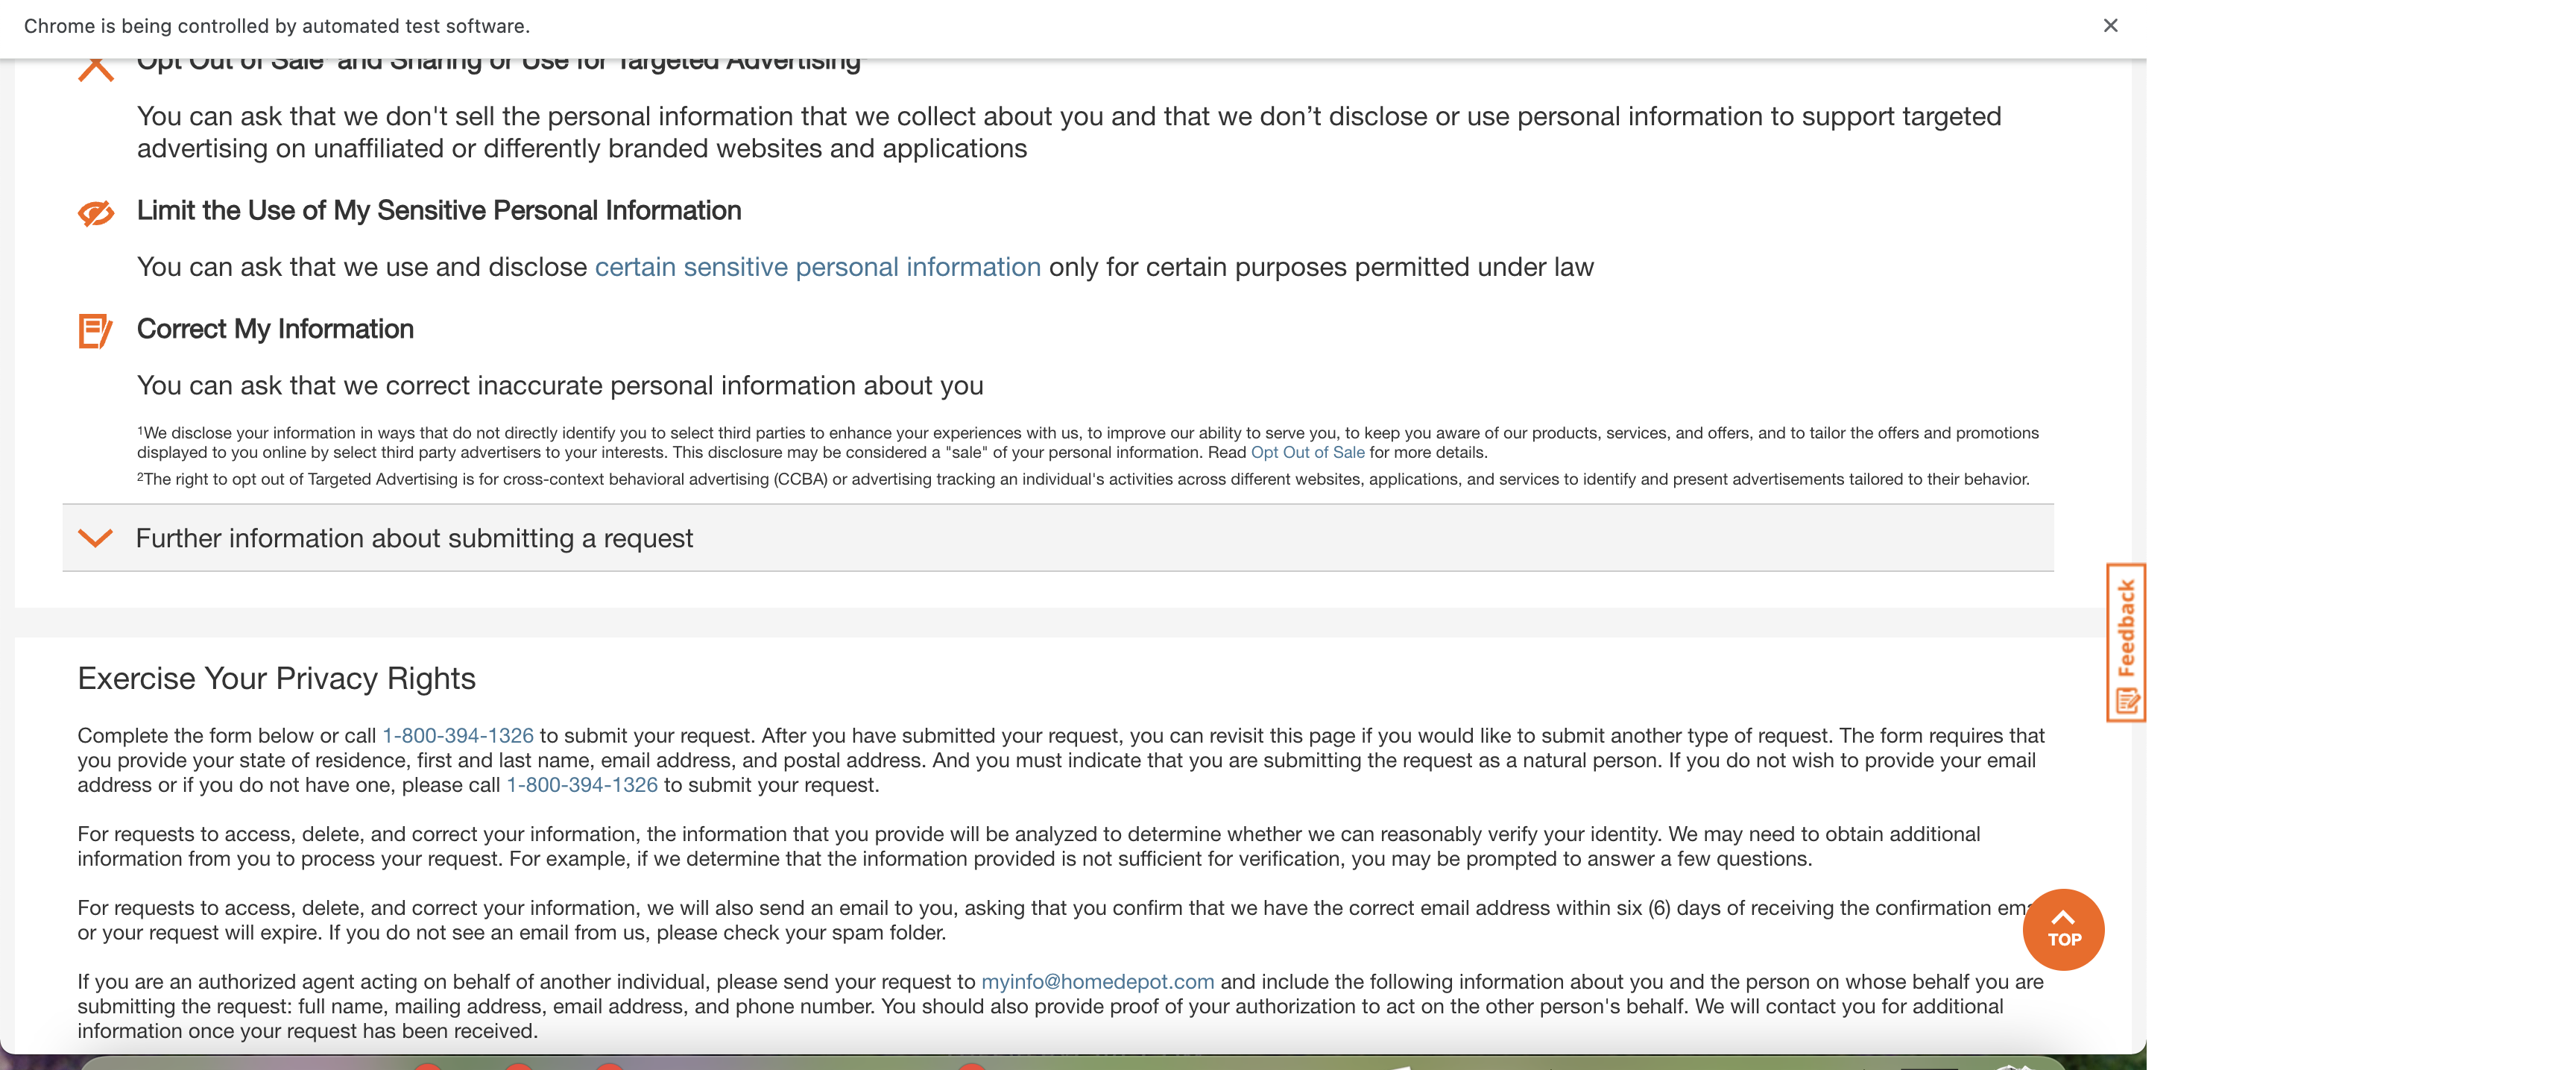 Chrome is being controlled by automated test software.
Opt Out of Sale and Sharing or Use for Targeted Advertising
You can ask that we don't sell the personal information that we collect about you and that we don’t disclose or use personal information to support targeted
advertising on unaffiliated or differently branded websites and applications
Limit the Use of My Sensitive Personal Information
You can ask that we use and disclose certain sensitive personal information only for certain purposes permitted under law
Correct My Information
You can ask that we correct inaccurate personal information about you
¹We disclose your information in ways that do not directly identify you to select third parties to enhance your experiences with us, to improve our ability to serve you, to keep you aware of our products, services, and offers, and to tailor the offers and promotions
displayed to you online by select third party advertisers to your interests. This disclosure may be considered a "sale" of your personal information. Read Opt Out of Sale for more details.
²The right to opt out of Targeted Advertising is for cross-context behavioral advertising (CCBA) or advertising tracking an individual's activities across different websites, applications, and services to identify and present advertisements tailored to their behavior.
Further information about submitting a request
Feedback
Exercise Your Privacy Rights
Complete the form below or call 1-800-394-1326 to submit your request. After you have submitted your request, you can revisit this page if you would like to submit another type of request. The form requires that
you provide your state of residence, first and last name, email address, and postal address. And you must indicate that you are submitting the request as a natural person. If you do not wish to provide your email
address or if you do not have one, please call 1-800-394-1326 to submit your request.
For requests to access, delete, and correct your information, the information that you provide will be analyzed to determine whether we can reasonably verify your identity. We may need to obtain additional
information from you to process your request. For example, if we determine that the information provided is not sufficient for verification, you may be prompted to answer a few questions.
For requests to access, delete, and correct your information, we will also send an email to you, asking that you confirm that we have the correct email address within six (6) days of receiving the confirmation
or your request will expire. If you do not see an email from us, please check your spam folder.
TOP
If you are an authorized agent acting on behalf of another individual, please send your request to myinfo@homedepot.com and include the following information about you and the person on whose behalf you are
submitting the request: full name, mailing address, email address, and phone number. You should also provide proof of your authorization to act on the other person's behalf. We will contact you for additional
information once your request has been received.